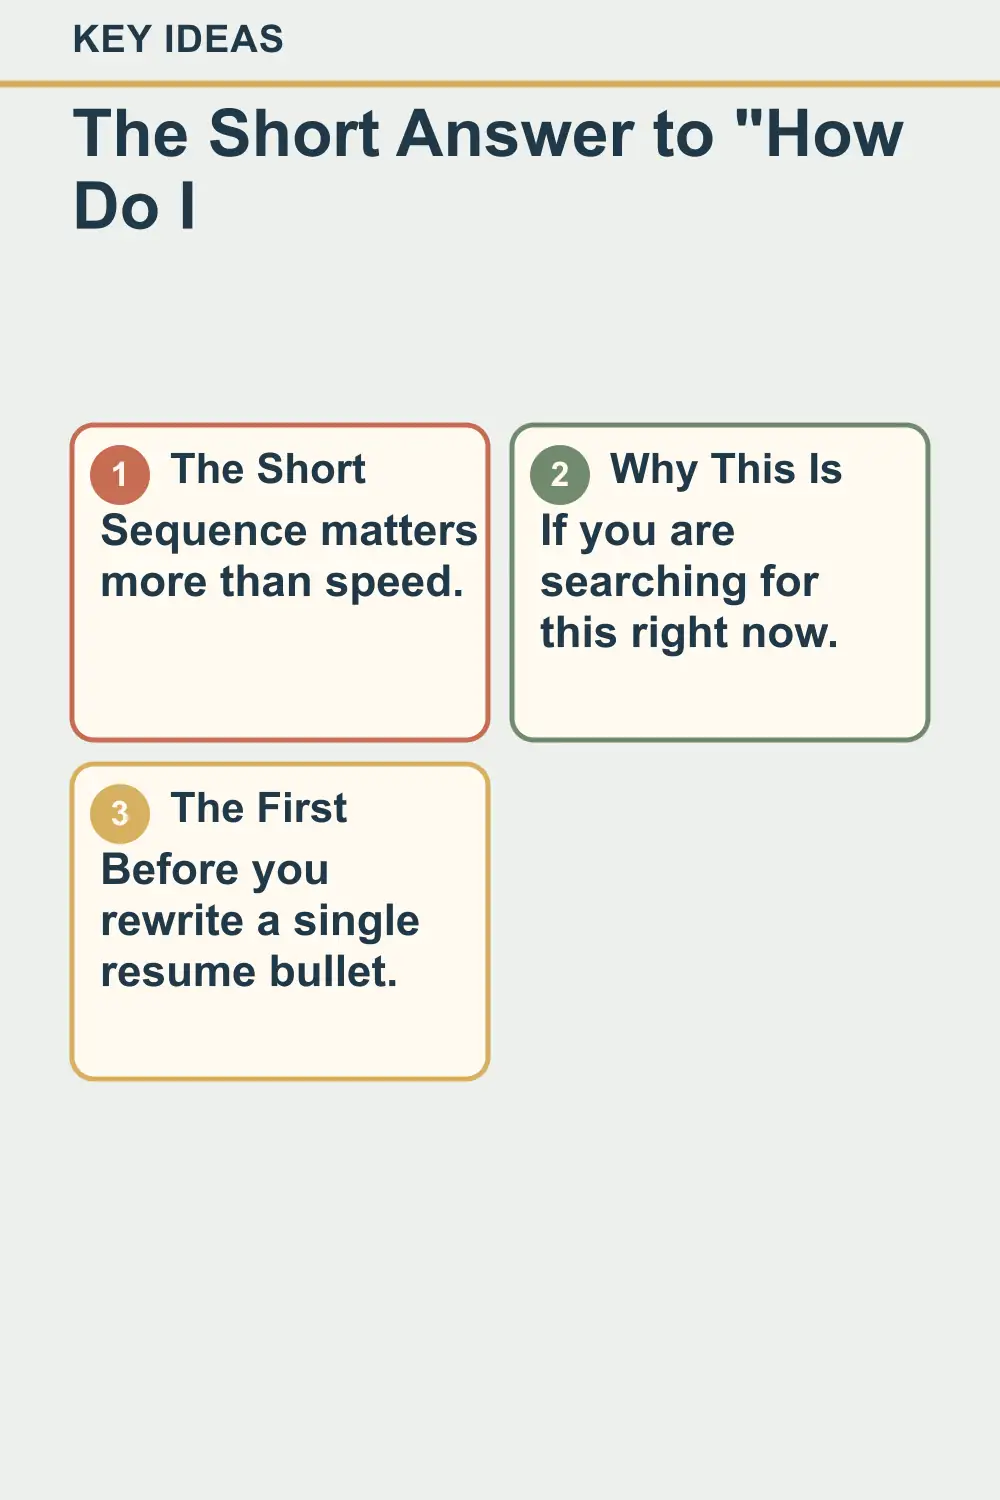 KEY IDEAS
The Short Answer to "How
Do I
1 The Short
Sequence matters
more than speed.
2 Why This Is
If you are
searching for
this right now.
3 The First
Before you
rewrite a single
resume bullet.